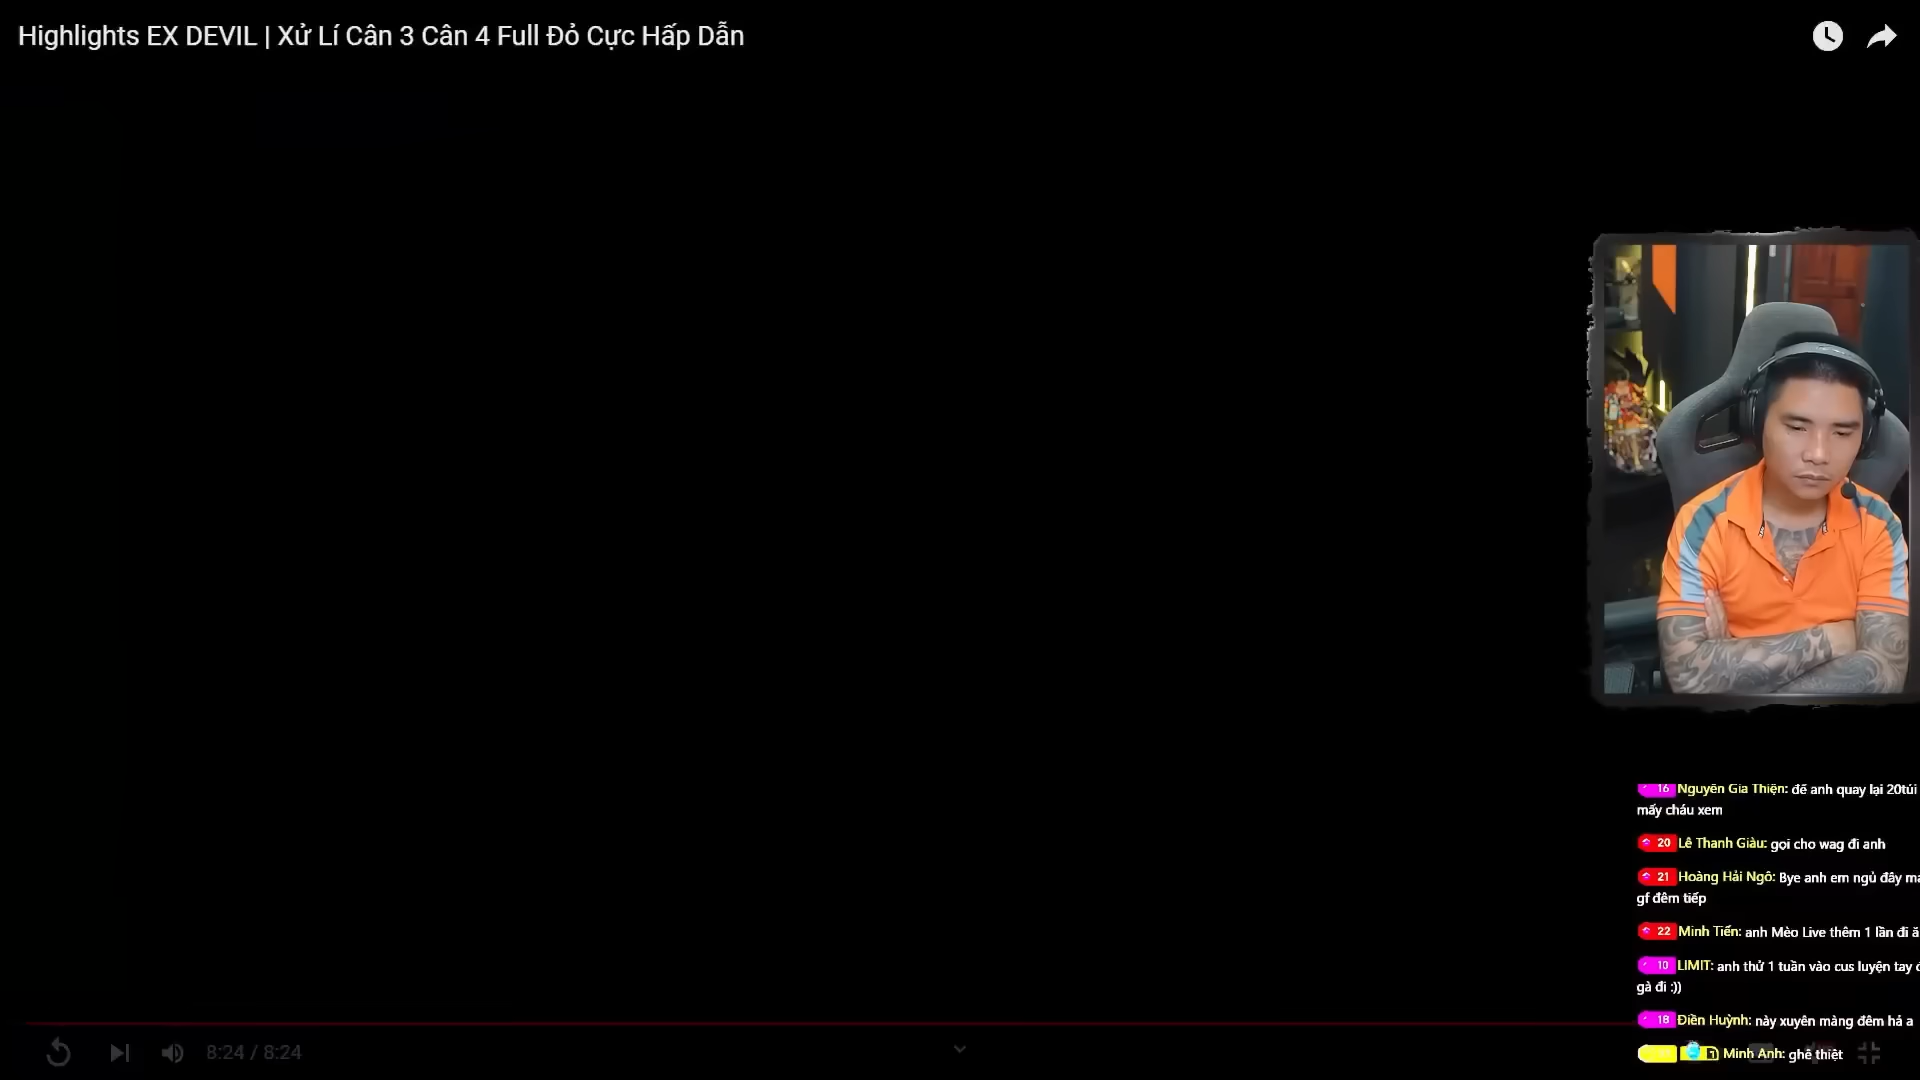 Highlights EX DEVIL | Xử Lí Cân 3 Cân 4 Full Đỏ Cực Hấp Dẫn
16 Nguyễn Gia Thiện: để anh quay lại 20túi
mấy cháu xem
20 Lê Thanh Giàu: gọi cho wag đi anh
21 Hoàng Hải Ngô: Bye anh em ngủ đây
gf đêm tiếp
22 Minh Tiến: anh Mèo Live thêm 1 lần đi
10 LIMIT: anh thử 1 tuần vào cus luyện tay
gà đi :))
18 Điền Huỳnh: này xuyên màng đêm hả a
Minh Anh: ghê thiệt
8:24 / 8:24